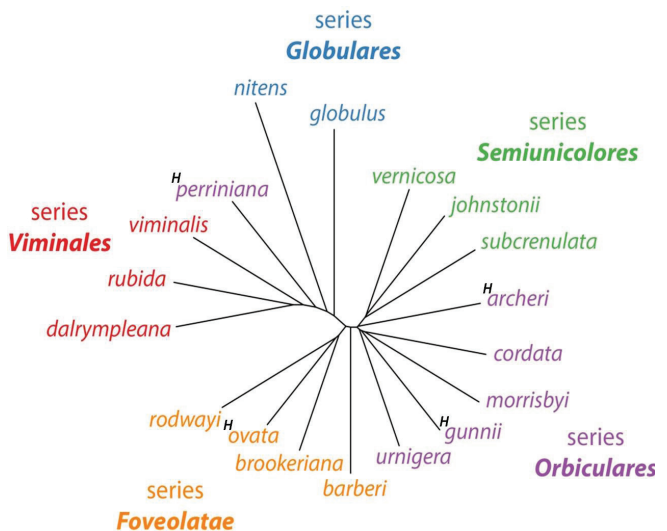 series
Globulares
nitens
globulus
series
Semiunicolores
vernicosa
H
perriniana
johnstonii
series
Viminales
viminalis
subcrenulata
rubida
H
archeri
dalrympleana
cordata
morrisbyi
rodwayi
H
ovata
H
gunnii
brookeriana
urnigera
series
Orbiculares
barberi
series
Foveolatae